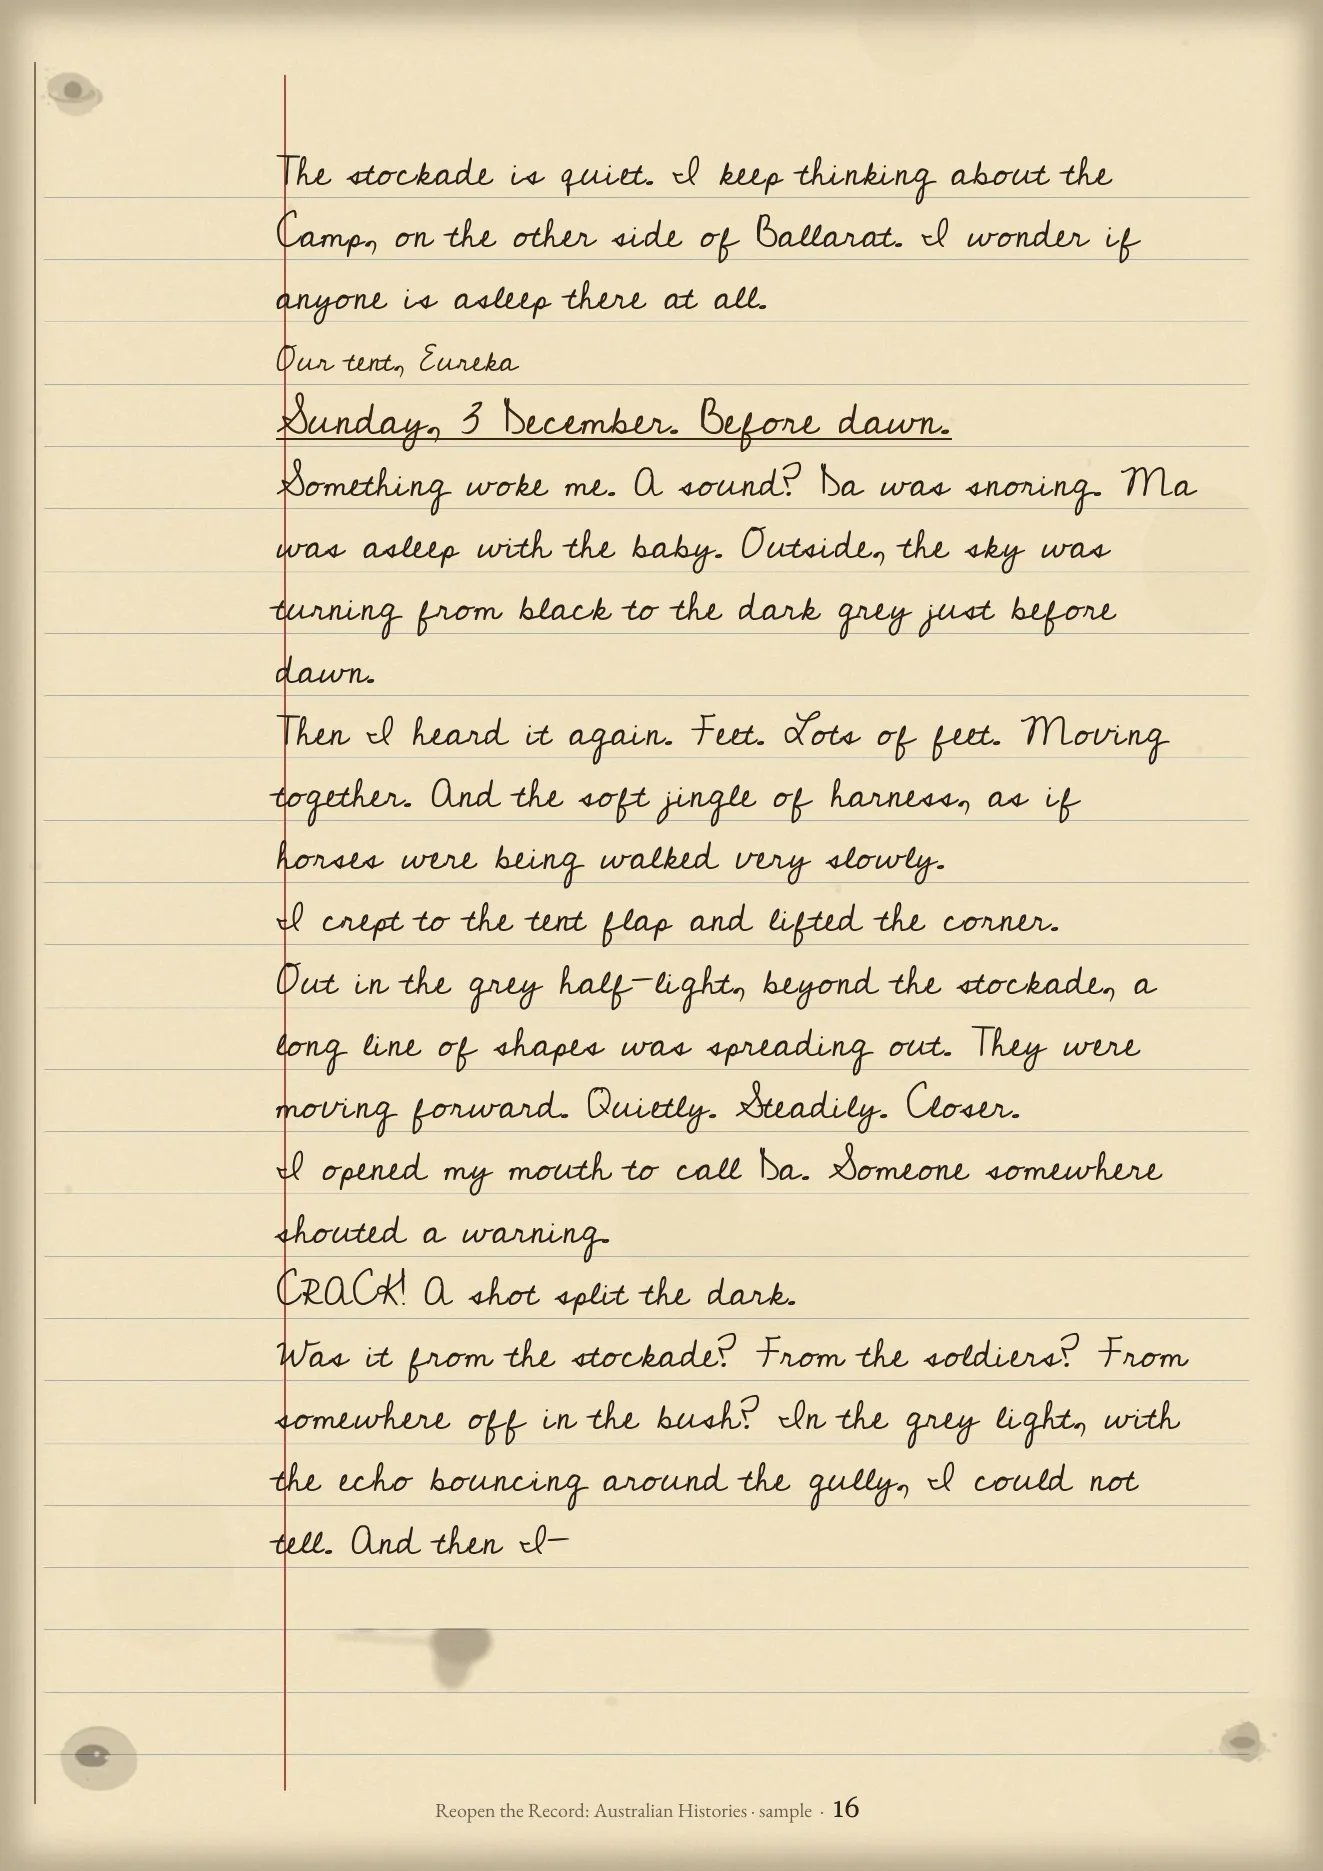 The stockade is quiet. I keep thinking about the
Camp, on the other side of Ballarat. I wonder if
anyone is asleep there at all.
Our tent, Eureka
Sunday, 3 December. Before dawn.
Something woke me. A sound? Da was snoring. Ma
was asleep with the baby. Outside, the sky was
turning from black to the dark grey just before
dawn.
Then I heard it again. Feet. Lots of feet. Moving
together. And the soft jingle of harness, as if
horses were being walked very slowly.
I crept to the tent flap and lifted the corner.
Out in the grey half-light, beyond the stockade, a
long line of shapes was spreading out. They were
moving forward. Quietly. Steadily. Closer.
I opened my mouth to call Da. Someone somewhere
shouted a warning.
CRACK! A shot split the dark.
Was it from the stockade? From the soldiers? From
somewhere off in the bush? In the grey light, with
the echo bouncing around the gully, I could not
tell. And then I—
Reopen the Record: Australian Histories · sample · 16